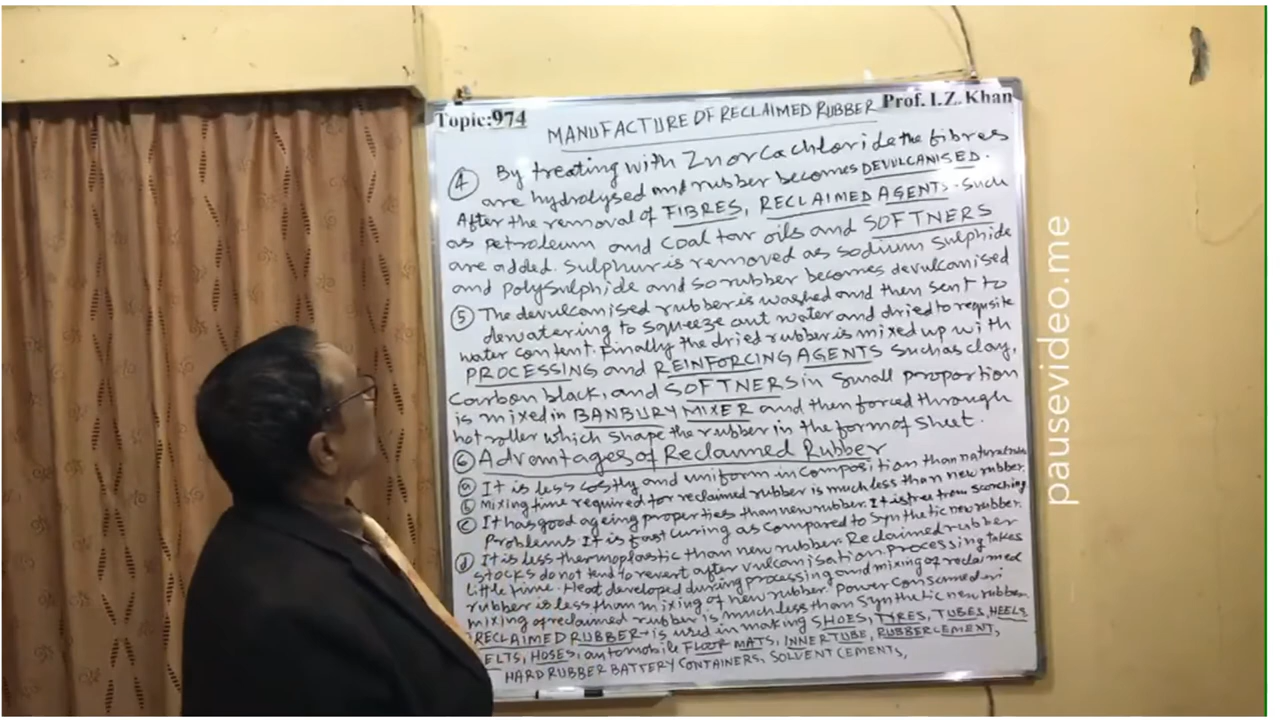 Topic:974
MANUFACTURE OF RECLAIMED RUBBER
Prof. I.Z. Khan
④ By treating with Zn or Ca chloride the fibres
are hydrolysed and rubber becomes DEVULCANISED.
After the removal of FIBRES, RECLAIMED AGENTS. such
as petroleum and coal tar oils and SOFTNERS
are added. Sulphur is removed as sodium sulphide
and polysulphide and so rubber becomes devulcanised
⑤ The devulcanised rubber is washed and then sent to
dewatering to squeeze out water and dried to requisite
water content. Finally the dried rubber is mixed up with
PROCESSING and REINFORCING AGENTS such as clay,
carbon black, and SOFTNERS in small proportion
is mixed in BANBURY MIXER and then forced through
hot roller which shape the rubber in the form of sheet.
⑥ Advantages of Reclaimed Rubber
ⓐ It is less costly and uniform in composition than natural rub
ⓑ Mixing time required for reclaimed rubber is much less than new rubber.
ⓒ It has good ageing properties than new rubber. It is free from scorching
Problems. It is fast curing as compared to synthetic new rubber.
ⓓ It is less thermoplastic than new rubber. Reclaimed rubber
stocks do not tend to revert after vulcanisation. processing takes
little time. Heat developed during processing and mixing of reclaimed
rubber is less than mixing of new rubber. Power consumed in
mixing of reclaimed rubber is much less than synthetic new rubber.
RECLAIMED RUBBER - is used in making SHOES, TYRES, TUBES, HEELS
ELTS, HOSES, automobile FLOOR MATS, INNER TUBE, RUBBER CEMENT,
HARD RUBBER BATTERY CONTAINERS, SOLVENT CEMENTS,
pausevideo.me